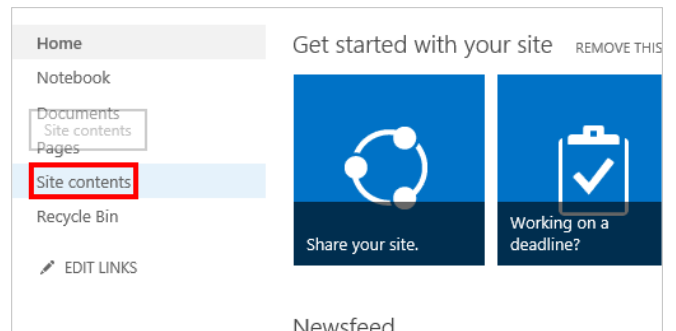 Home
Notebook
Documents
Site contents
Pages
Site contents
Recycle Bin
EDIT LINKS
Get started with your site REMOVE THIS
Share your site.
Working on a
deadline?
Newsfeed